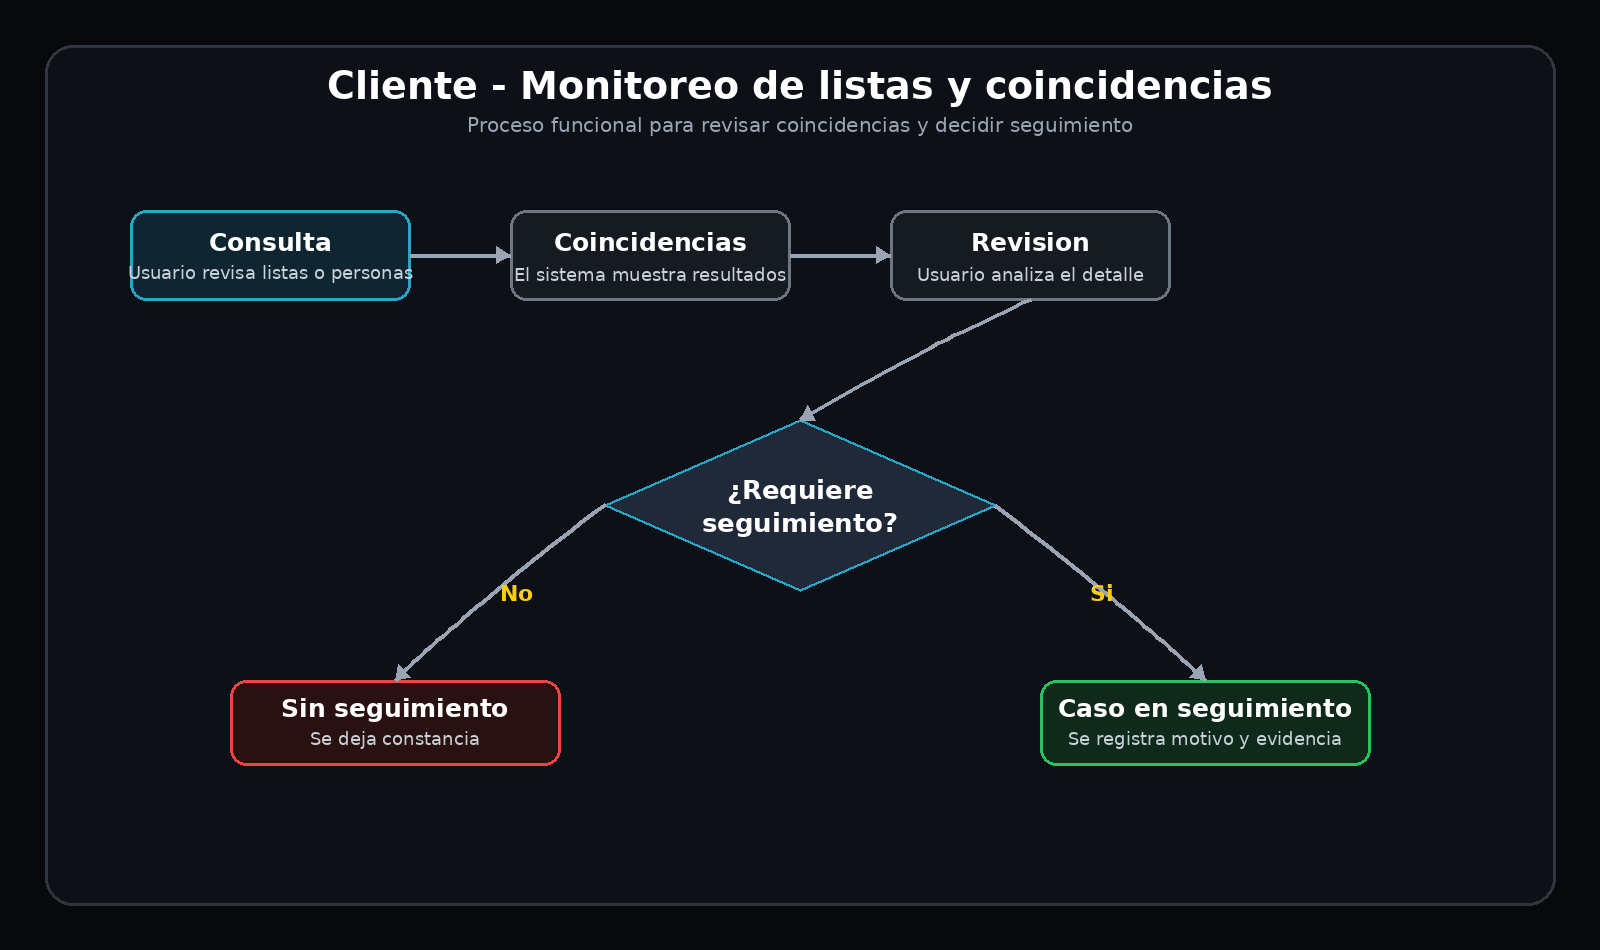 Cliente - Monitoreo de listas y coincidencias
Proceso funcional para revisar coincidencias y decidir seguimiento
Consulta
Usuario revisa listas o personas
Coincidencias
El sistema muestra resultados
Revision
Usuario analiza el detalle
¿Requiere
seguimiento?
No
Si
Sin seguimiento
Se deja constancia
Caso en seguimiento
Se registra motivo y evidencia